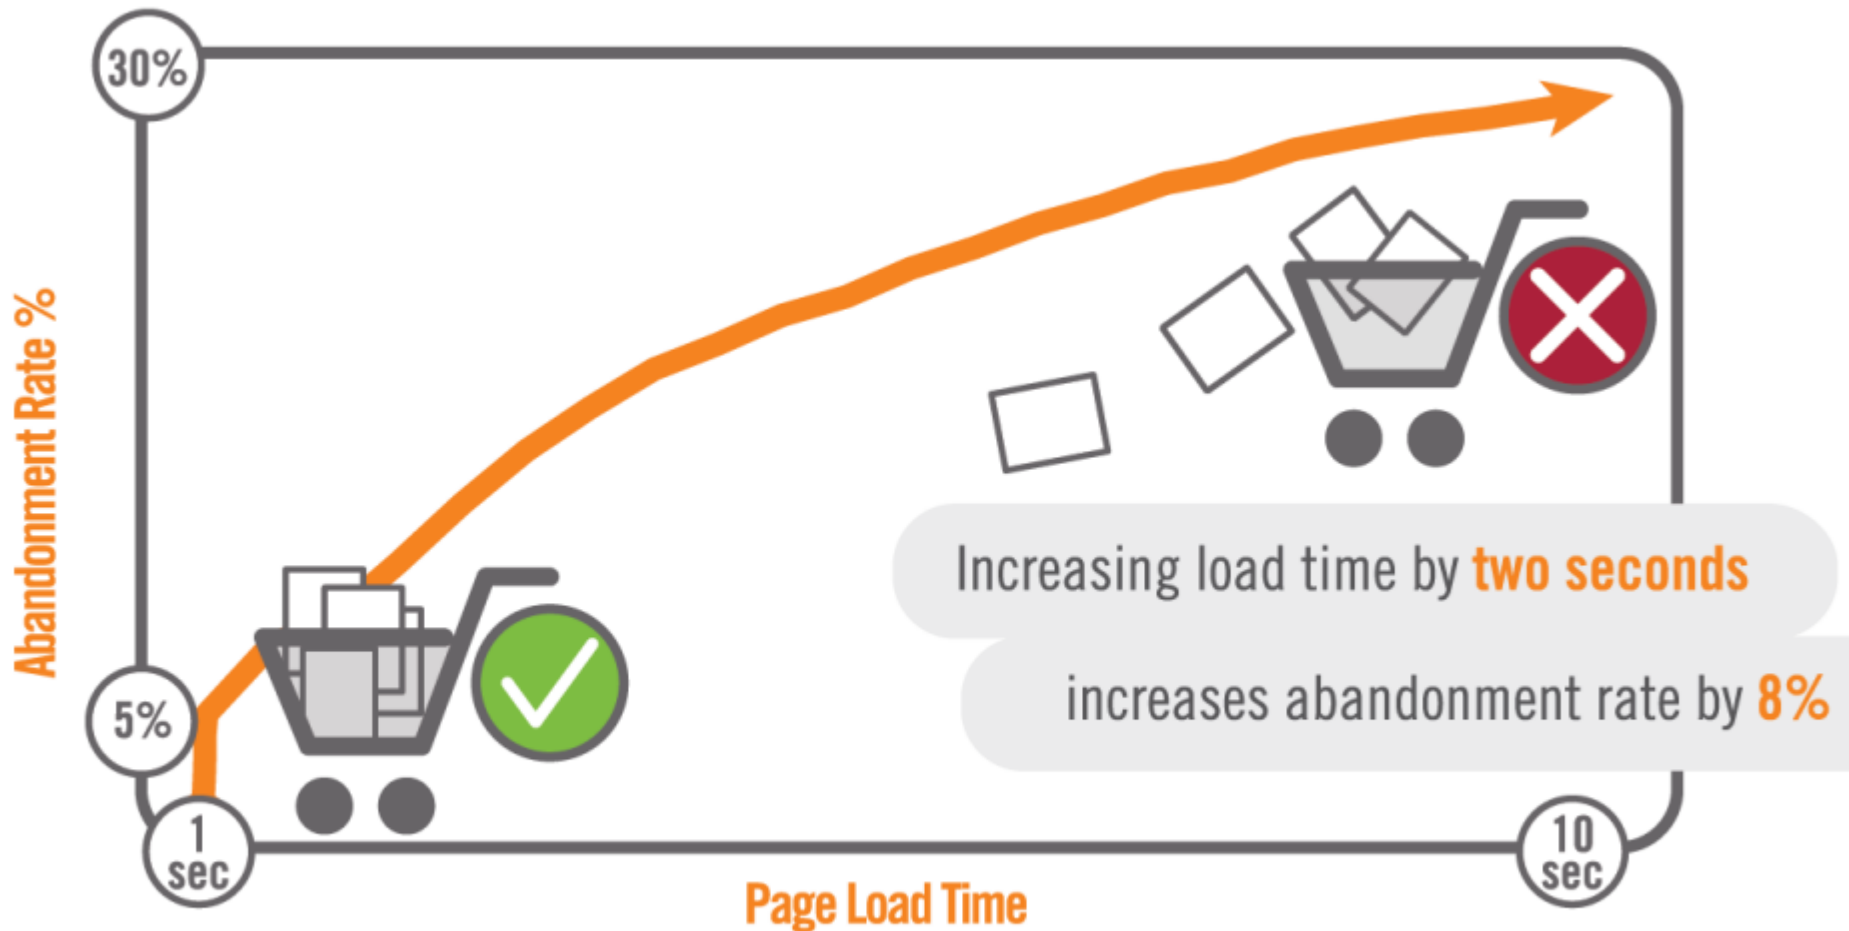 30%
Abandonment Rate %
5%
Increasing load time by two seconds
increases abandonment rate by 8%
1
sec
10
sec
Page Load Time